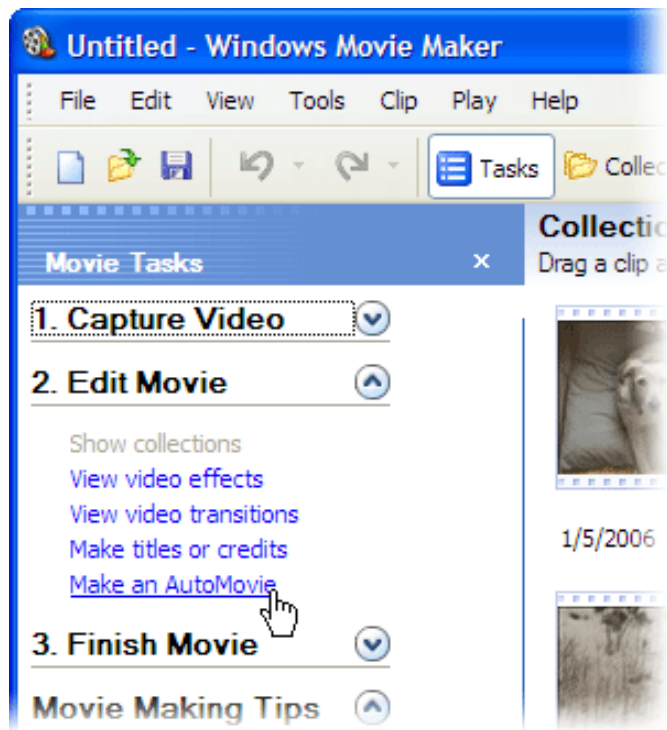 Untitled - Windows Movie Maker
File Edit View Tools Clip Play Help
Tasks
Movie Tasks
Drag a clip
1. Capture Video
2. Edit Movie
Show collections
View video effects
View video transitions
Make titles or credits
Make an AutoMovie
1/5/2006
3. Finish Movie
Movie Making Tips